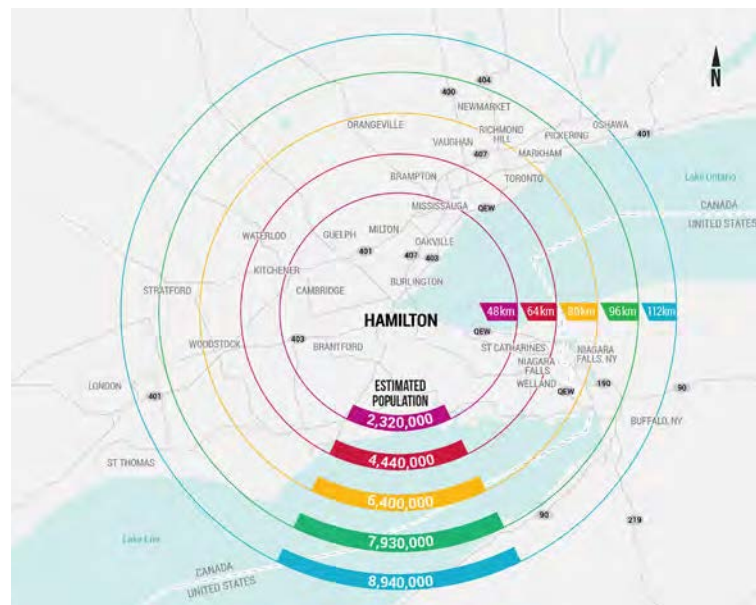 404
400
N
NEWMARKET
ORANGEVILLE
RICHMOND
HILL
OSHAWA
PICKERING
401
VAUGHAN
407
MARKHAM
BRAMPTON
TORONTO
Lake Ontario
MISSISSAUGA
QEW
CANADA
UNITED STATES
WATERLOO
GUELPH
MILTON
OAKVILLE
401
407
403
KITCHENER
BURLINGTON
STRATFORD
CAMBRIDGE
HAMILTON
48km
64km
80km
96km
112km
QEW
403
WOODSTOCK
BRANTFORD
ST CATHARINES
NIAGARA
FALLS
NIAGARA
FALLS, NY
WELLAND
QEW
190
90
LONDON
401
ESTIMATED
POPULATION
2,320,000
BUFFALO, NY
4,440,000
ST THOMAS
6,400,000
7,930,000
90
219
Lake Erie
8,940,000
CANADA
UNITED STATES